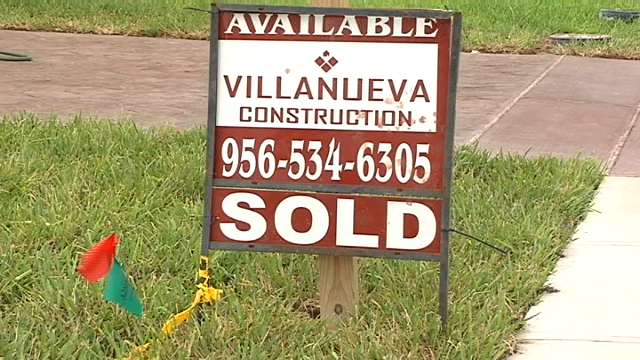 AVAILABLE
VILLANUEVA
CONSTRUCTION
956-534-6305
SOLD